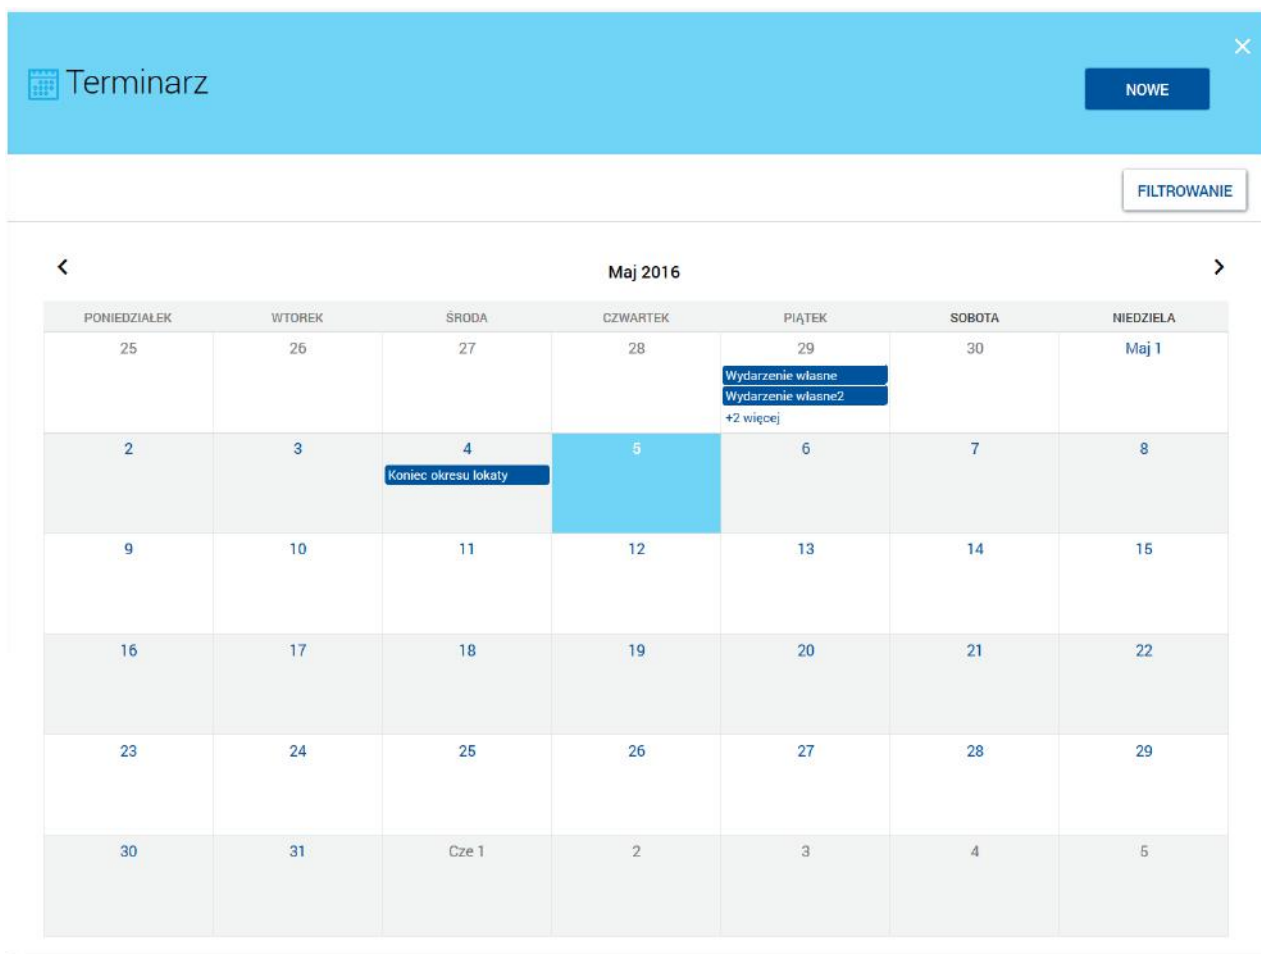 Terminarz
NOWE
FILTROWANIE
Maj 2016
PONIEDZIAŁEK WTOREK ŚRODA CZWARTEK PIĄTEK SOBOTA NIEDZIELA
25 26 27 28 29 30 Maj 1
Wydarzenie własne
Wydarzenie własne2
+2 więcej
2 3 4 5 6 7 8
Koniec okresu lokaty
9 10 11 12 13 14 15
16 17 18 19 20 21 22
23 24 25 26 27 28 29
30 31 Cze 1 2 3 4 5